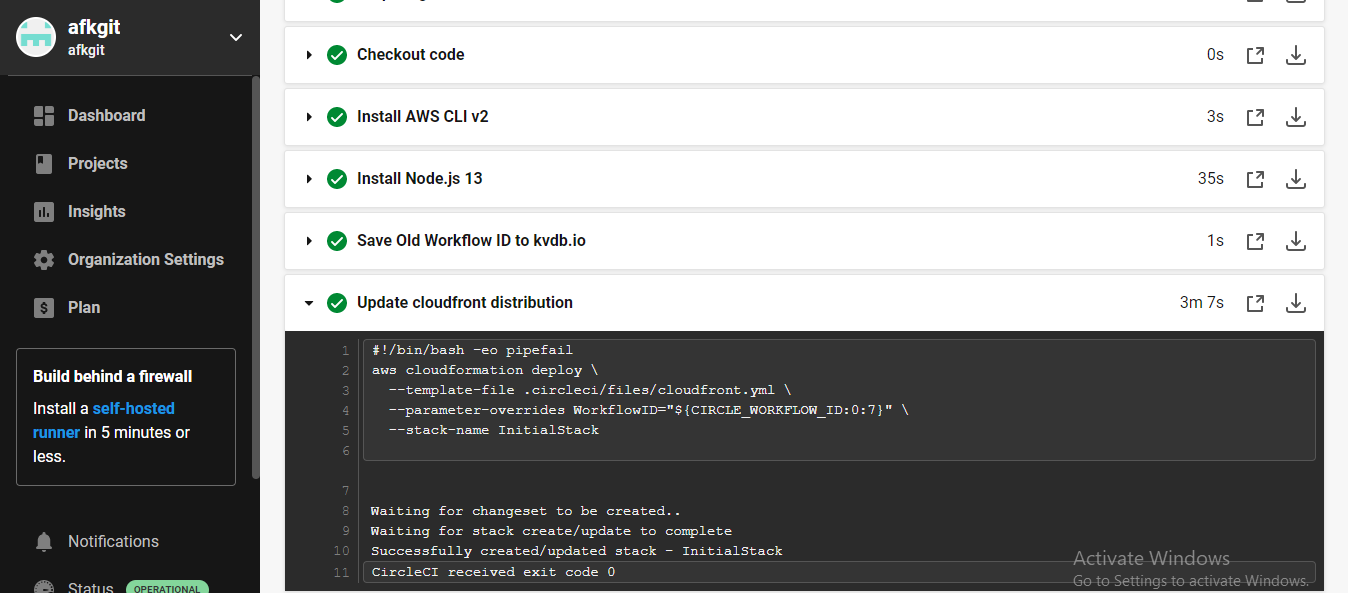 afkgit
afkgit
Dashboard
Projects
Insights
Organization Settings
Plan
Build behind a firewall
Install a self-hosted
runner in 5 minutes or
less.
Notifications
Status OPERATIONAL
Checkout code 0s
Install AWS CLI v2 3s
Install Node.js 13 35s
Save Old Workflow ID to kvdb.io 1s
Update cloudfront distribution 3m 7s
1 #!/bin/bash -eo pipefail
2 aws cloudformation deploy \
3 --template-file .circleci/files/cloudfront.yml \
4 --parameter-overrides WorkflowID="${CIRCLE_WORKFLOW_ID:0:7}" \
5 --stack-name InitialStack
6
7
8 Waiting for changeset to be created..
9 Waiting for stack create/update to complete
10 Successfully created/updated stack - InitialStack
11 CircleCI received exit code 0
Activate Windows
Go to Settings to activate Windows.